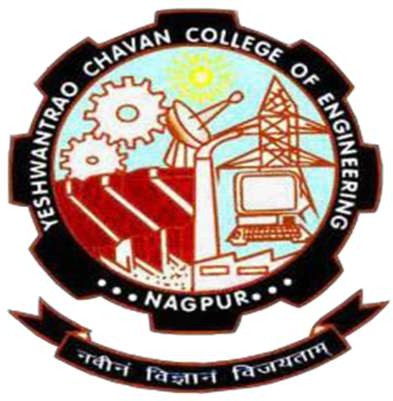 YESHWANTRAO CHAVAN COLLEGE OF ENGINEERING
NAGPUR
नवीनं विज्ञानं विजयताम्